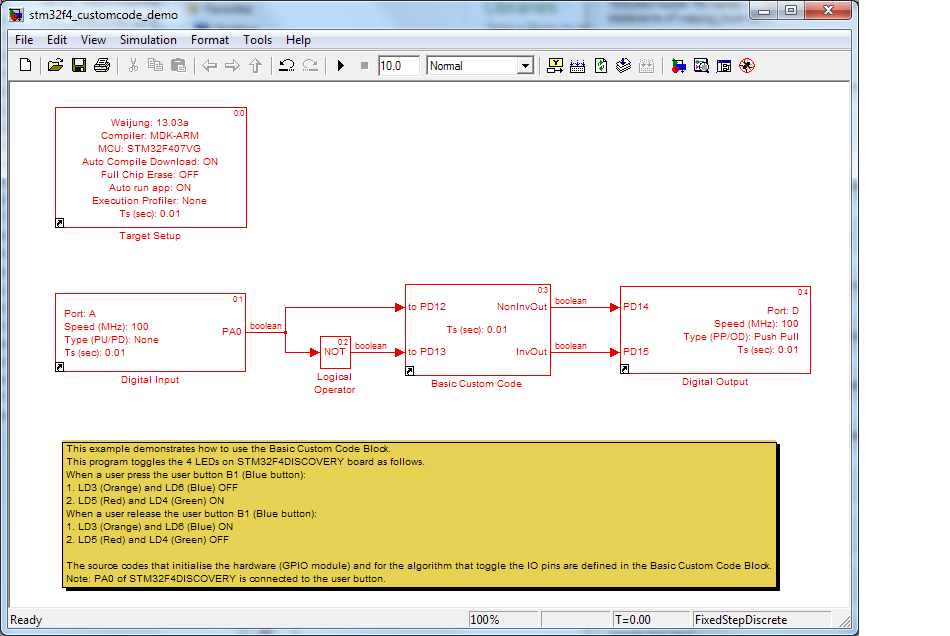 stm32f4_customcode_demo
File Edit View Simulation Format Tools Help
10.0 Normal
0:0
Waijung: 13.03a
Compiler: MDK-ARM
MCU: STM32F407VG
Auto Compile Download: ON
Full Chip Erase: OFF
Auto run app: ON
Execution Profiler: None
Ts (sec): 0.01
Target Setup
0:1
Port: A
Speed (MHz): 100
Type (PU/PD): None
Ts (sec): 0.01
PA0
Digital Input
boolean
0:2
NOT
Logical
Operator
boolean
0:3
to PD12
NonInvOut
Ts (sec): 0.01
to PD13
InvOut
Basic Custom Code
boolean
boolean
0:4
PD14
Port: D
Speed (MHz): 100
Type (PP/OD): Push Pull
Ts (sec): 0.01
PD15
Digital Output
This example demonstrates how to use the Basic Custom Code Block.
This program toggles the 4 LEDs on STM32F4DISCOVERY board as follows.
When a user press the user button B1 (Blue button):
1. LD3 (Orange) and LD6 (Blue) OFF
2. LD5 (Red) and LD4 (Green) ON
When a user release the user button B1 (Blue button):
1. LD3 (Orange) and LD6 (Blue) ON
2. LD5 (Red) and LD4 (Green) OFF
The source codes that initialise the hardware (GPIO module) and for the algorithm that toggle the IO pins are defined in the Basic Custom Code Block.
Note: PA0 of STM32F4DISCOVERY is connected to the user button.
Ready 100% T=0.00 FixedStepDiscrete